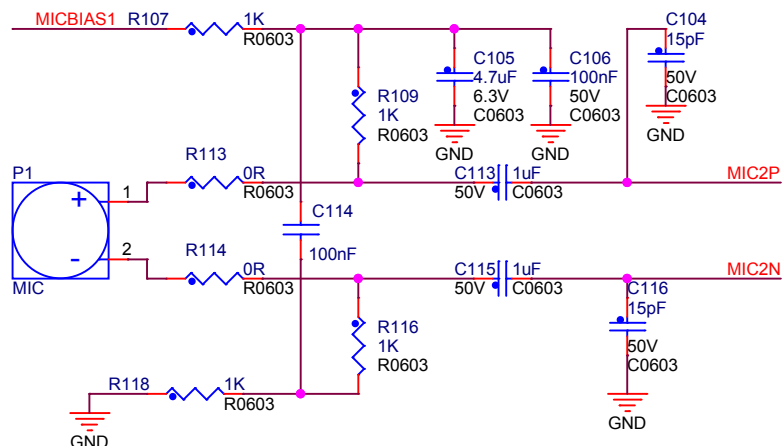 MICBIAS1
R107
1K
R0603
C104
15pF
50V
C0603
GND
C105
4.7uF
6.3V
C0603
GND
C106
100nF
50V
C0603
GND
R109
1K
R0603
P1
+
-
MIC
1
2
R113
0R
R0603
C113
1uF
50V
C0603
MIC2P
C114
100nF
R114
0R
R0603
C115
1uF
50V
C0603
MIC2N
C116
15pF
50V
C0603
GND
R116
1K
R0603
R118
1K
R0603
GND